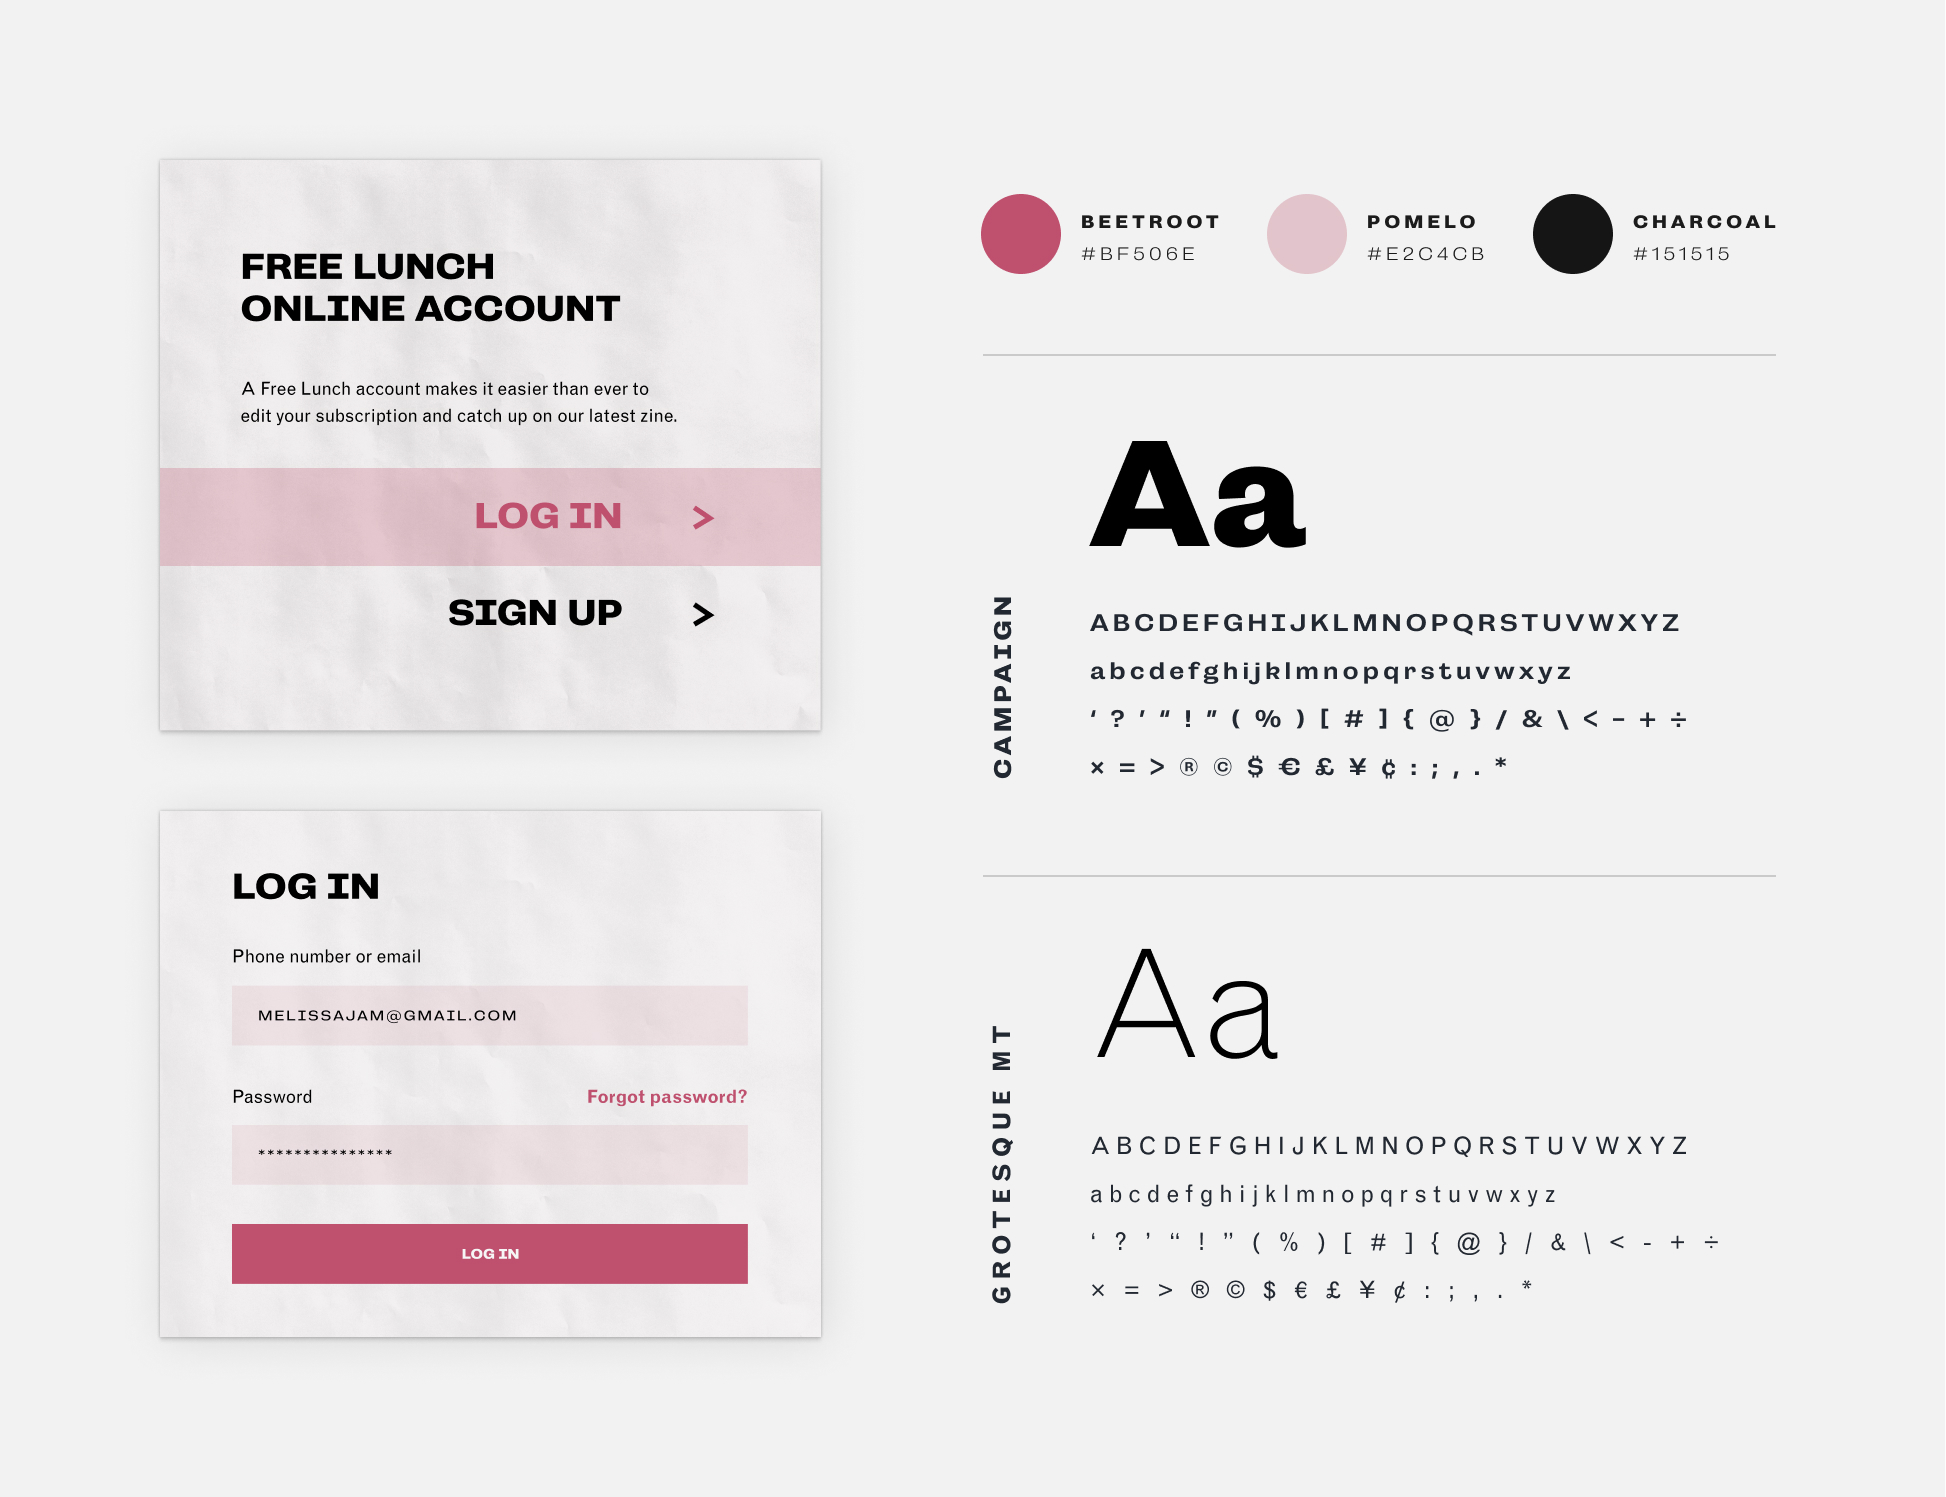 FREE LUNCH
ONLINE ACCOUNT
A Free Lunch account makes it easier than ever to
edit your subscription and catch up on our latest zine.
LOG IN >
SIGN UP >
LOG IN
Phone number or email
MELISSAJAM@GMAIL.COM
Password Forgot password?
***************
LOG IN
BEETROOT
#BF506E
POMELO
#E2C4CB
CHARCOAL
#151515
CAMPAIGN
Aa
ABCDEFGHIJKLMNOPQRSTUVWXYZ
abcdefghijklmnopqrstuvwxyz
‘ ? ’ “ ! ” ( % ) [ # ] { @ } / & \ < - + ÷
× = > ® © $ € £ ¥ ¢ : ; , . *
GROTESQUE MT
Aa
ABCDEFGHIJKLMNOPQRSTUVWXYZ
abcdefghijklmnopqrstuvwxyz
‘ ? ’ “ ! ” ( % ) [ # ] { @ } / & \ < - + ÷
× = > ® © $ € £ ¥ ¢ : ; , . *